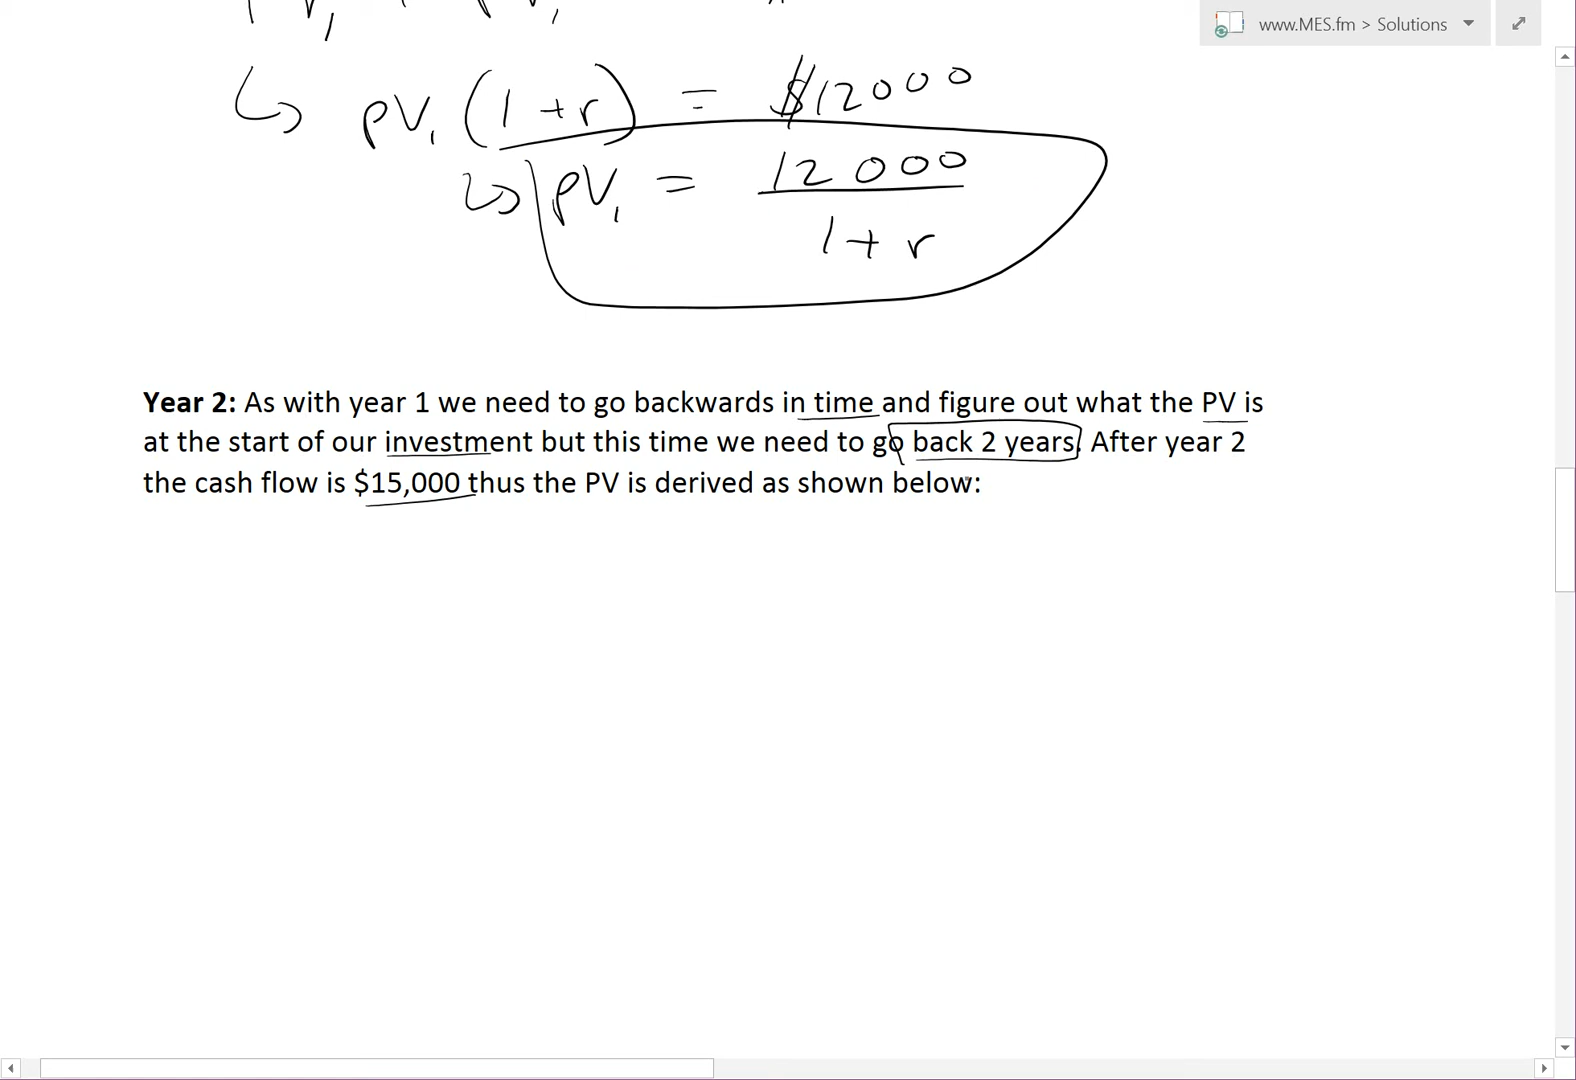 www.MES.fm > Solutions
↳ PV₁ (1 + r) = $12000
↳ PV₁ = 12000 / 1 + r
Year 2: As with year 1 we need to go backwards in time and figure out what the PV is
at the start of our investment but this time we need to go back 2 years. After year 2
the cash flow is $15,000 thus the PV is derived as shown below: